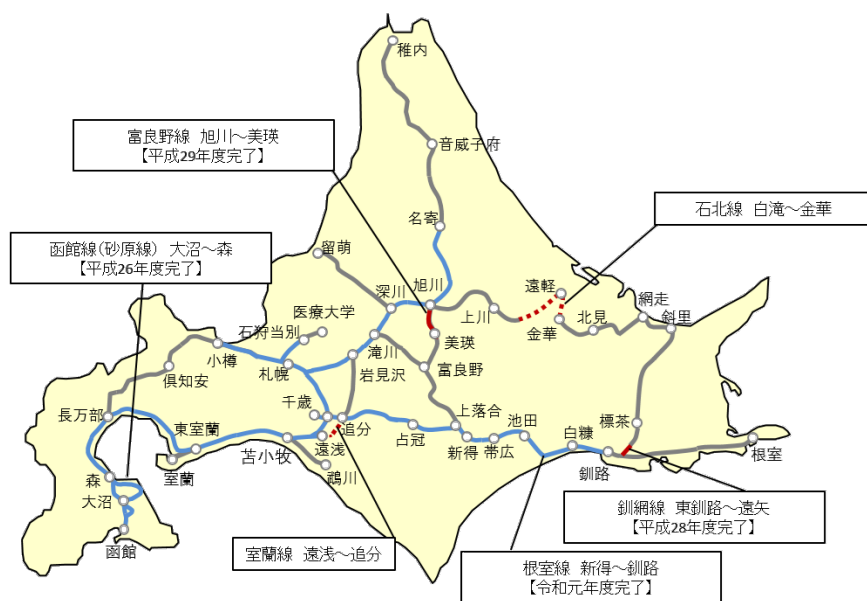 稚内
富良野線 旭川～美瑛
【平成29年度完了】
音威子府
石北線 白滝～金華
名寄
函館線(砂原線) 大沼～森
【平成26年度完了】
留萌
遠軽
旭川
深川
網走
医療大学
上川
斜里
石狩当別
金華
北見
美瑛
小樽
滝川
札幌
岩見沢
富良野
倶知安
千歳
上落合
長万部
池田
標茶
東室蘭
追分
占冠
白糠
遠浅
新得
帯広
苫小牧
釧路
根室
室蘭
鵡川
森
大沼
釧網線 東釧路～遠矢
【平成28年度完了】
函館
室蘭線 遠浅～追分
根室線 新得～釧路
【令和元年度完了】